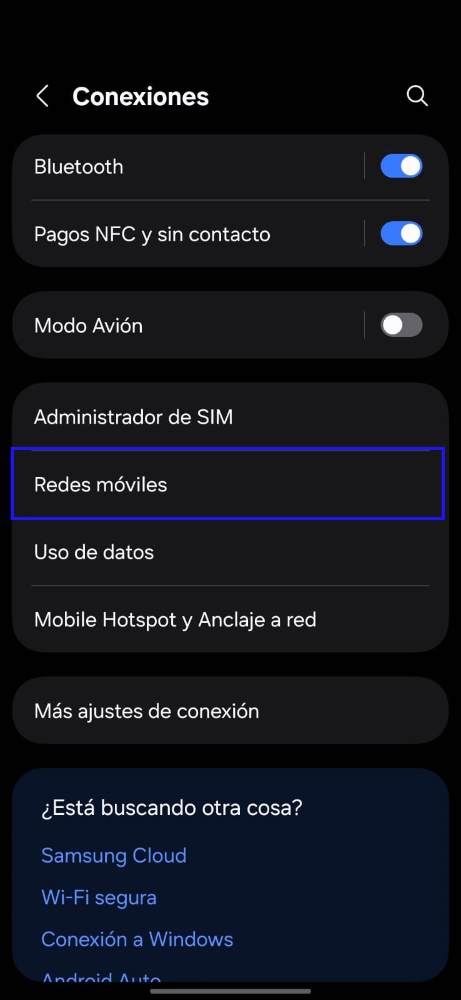 Conexiones
Bluetooth
Pagos NFC y sin contacto
Modo Avión
Administrador de SIM
Redes móviles
Uso de datos
Mobile Hotspot y Anclaje a red
Más ajustes de conexión
¿Está buscando otra cosa?
Samsung Cloud
Wi-Fi segura
Conexión a Windows
Android Auto